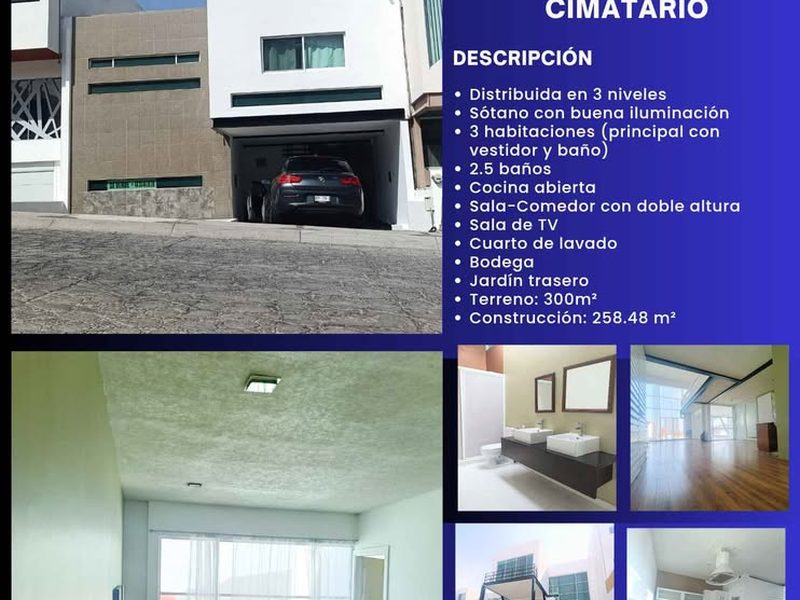 CIMATARIO
DESCRIPCIÓN
• Distribuida en 3 niveles
• Sótano con buena iluminación
• 3 habitaciones (principal con
vestidor y baño)
• 2.5 baños
• Cocina abierta
• Sala-Comedor con doble altura
• Sala de TV
• Cuarto de lavado
• Bodega
• Jardín trasero
• Terreno: 300m²
• Construcción: 258.48 m²